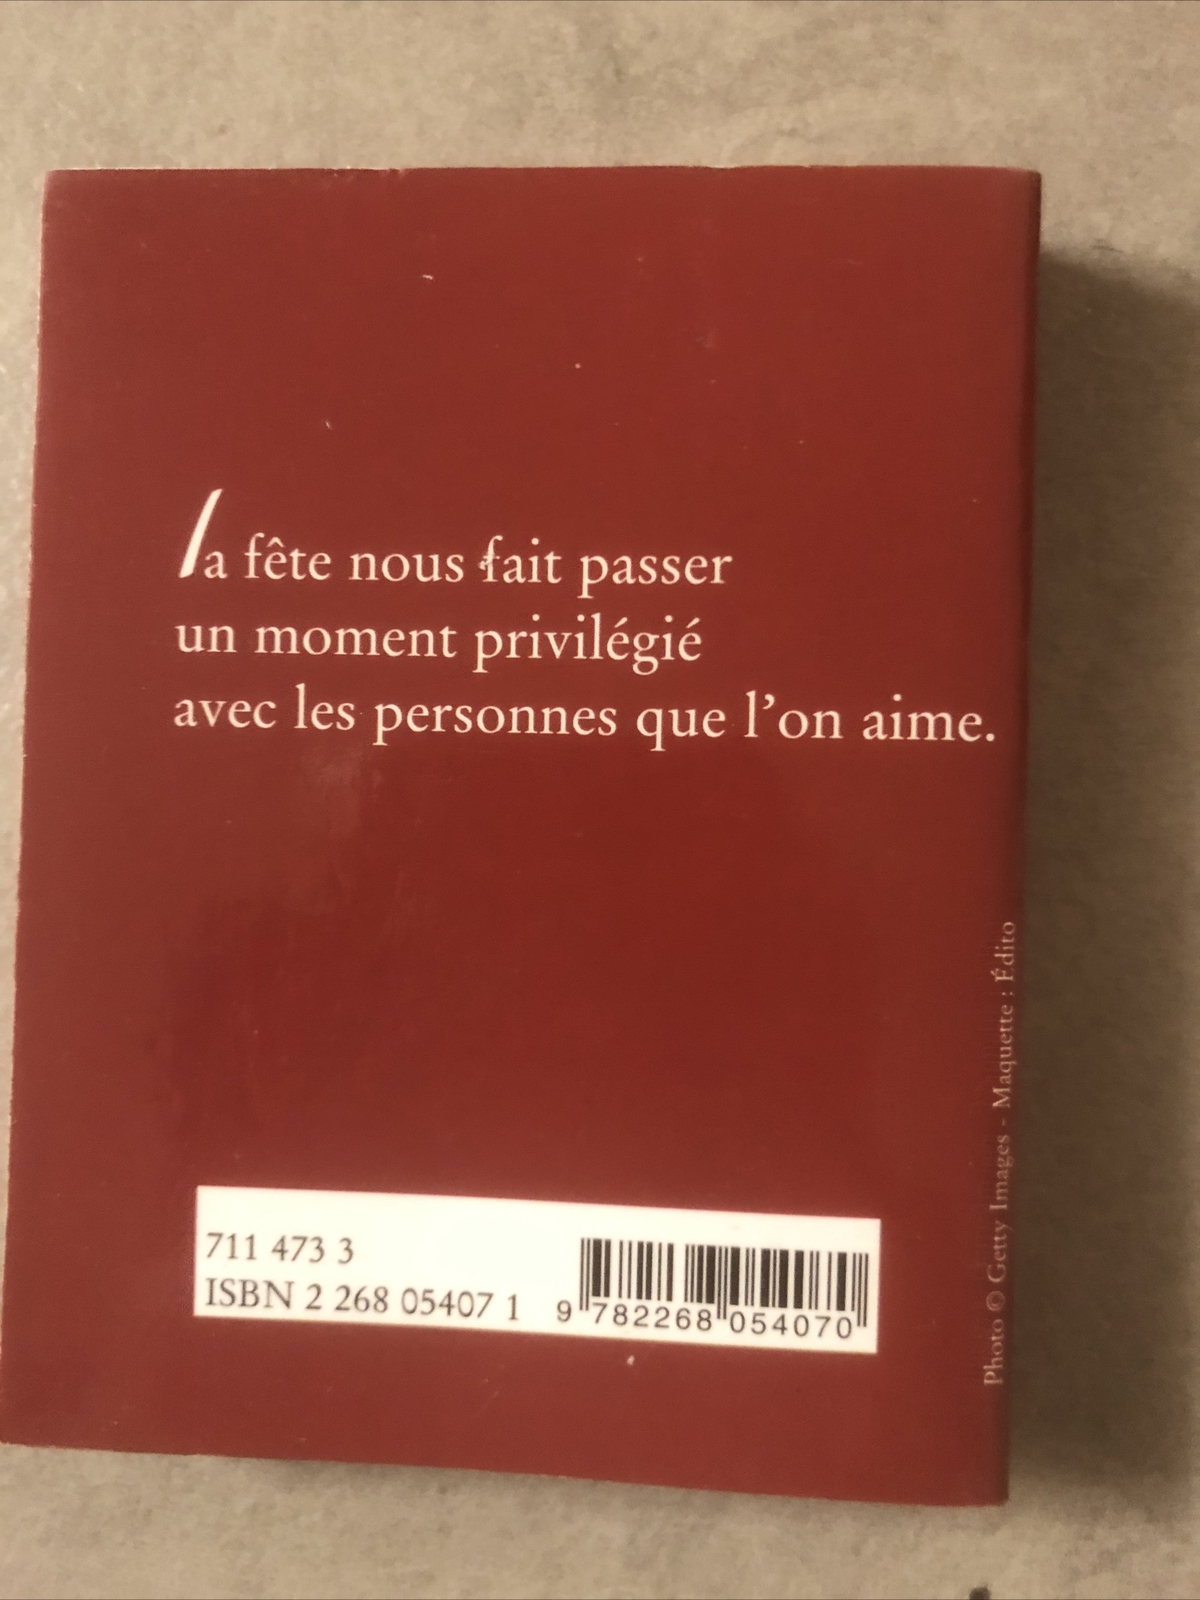 la fête nous fait passer
un moment privilégié
avec les personnes que l'on aime.
711 473 3
ISBN 2 268 05407 1
9 782268 054070
Photo © Getty Images - Maquette : Édito